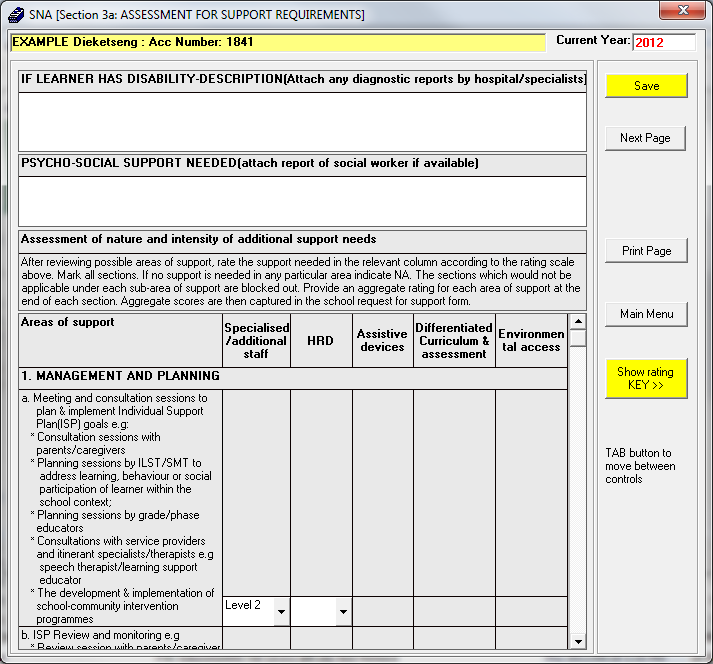 SNA [Section 3a: ASSESSMENT FOR SUPPORT REQUIREMENTS]
EXAMPLE Dieketseng : Acc Number: 1841
Current Year: 2012
IF LEARNER HAS DISABILITY-DESCRIPTION(Attach any diagnostic reports by hospital/specialists)
Save
Next Page
PSYCHO-SOCIAL SUPPORT NEEDED(attach report of social worker if available)
Assessment of nature and intensity of additional support needs
After reviewing possible areas of support, rate the support needed in the relevant column according to the rating scale
above. Mark all sections. If no support is needed in any particular area indicate NA. The sections which would not be
applicable under each sub-area of support are blocked out. Provide an aggregate rating for each area of support at the
end of each section. Aggregate scores are then captured in the school request for support form.
Print Page
Main Menu
Show rating
KEY >>
TAB button to
move between
controls
Areas of support
Specialised
/additional
staff
HRD
Assistive
devices
Differentiated
Curriculum &
assessment
Environmen
tal access
1. MANAGEMENT AND PLANNING
a. Meeting and consultation sessions to
plan & implement Individual Support
Plan(ISP) goals e.g:
* Consultation sessions with
parents/caregivers
* Planning sessions by ILST/SMT to
address learning, behaviour or social
participation of learner within the
school context;
* Planning sessions by grade/phase
educators
* Consultations with service providers
and itinerant specialists/therapists e.g
speech therapist/learning support
educator
* The development & implementation of
school-community intervention
programmes
Level 2
b. ISP Review and monitoring e.g
* Review session with parents/caregiver